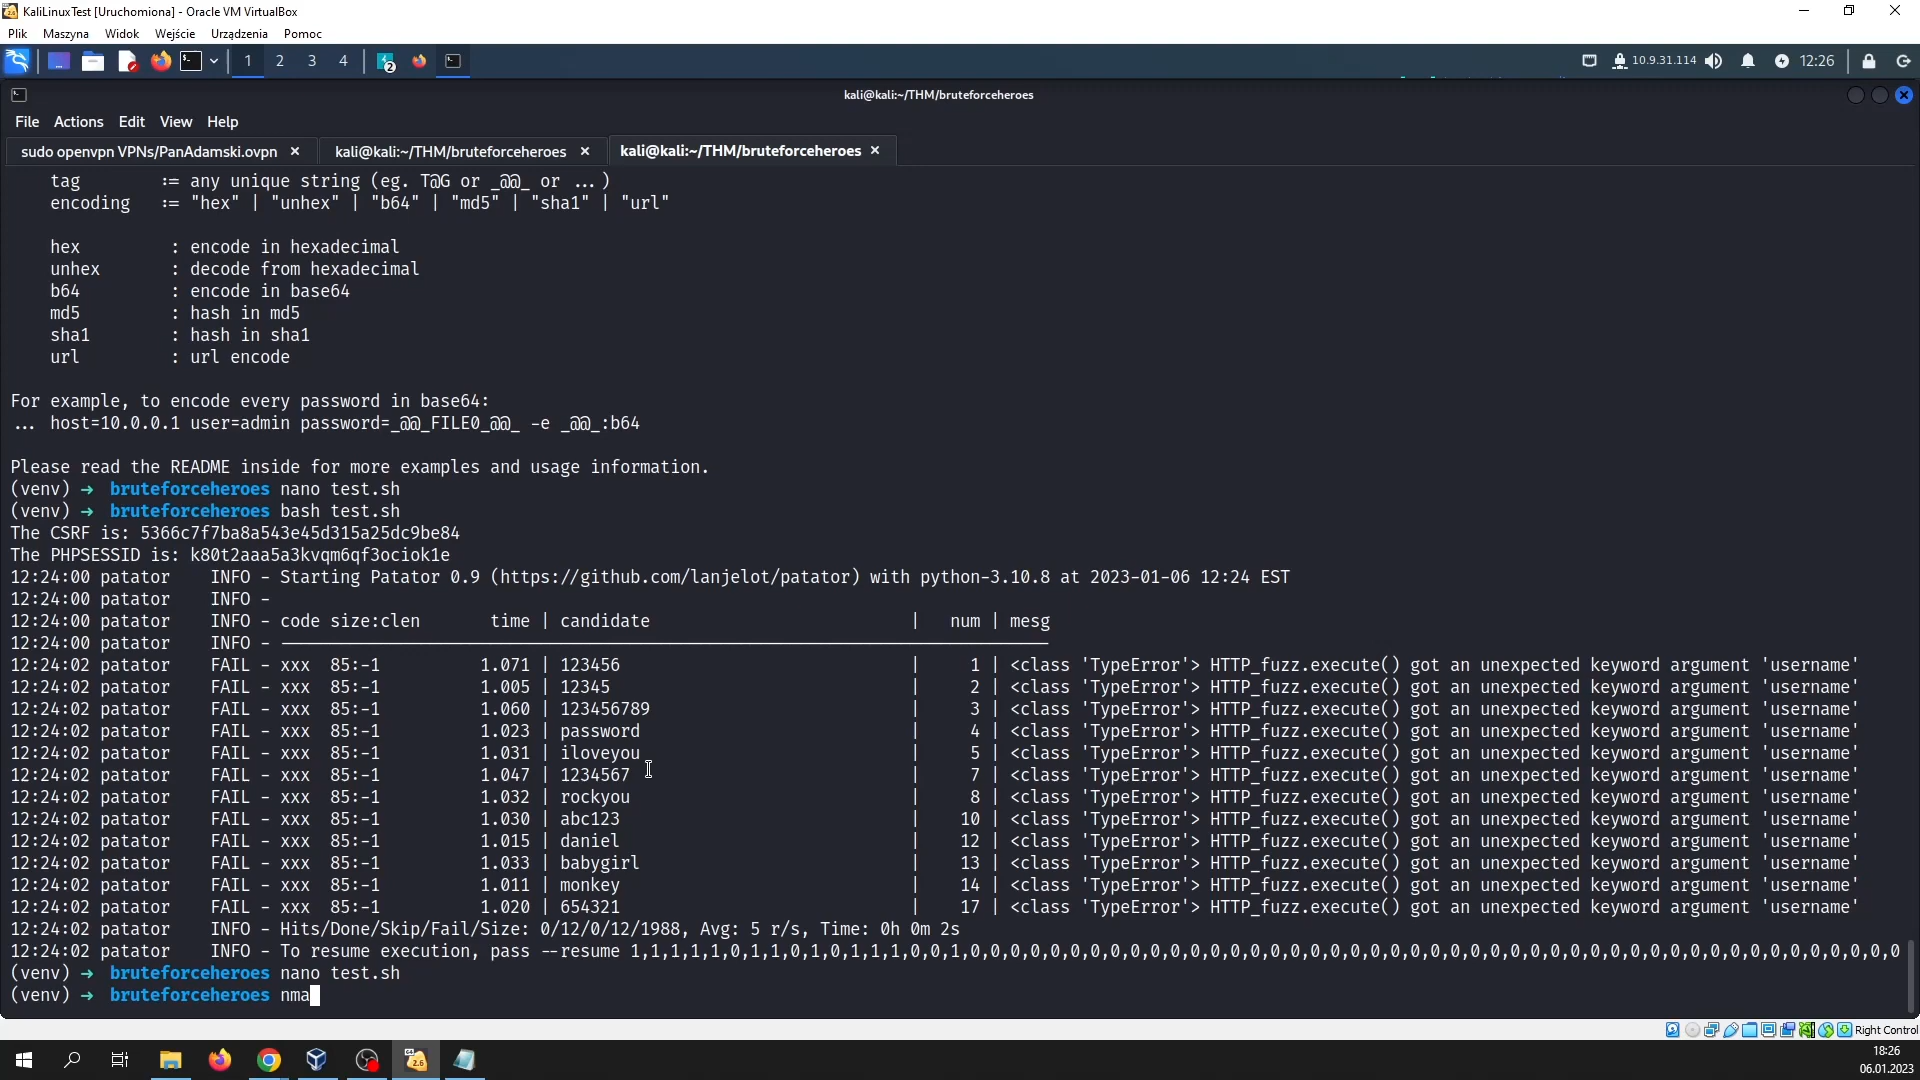 KaliLinuxTest [Uruchomiona] - Oracle VM VirtualBox
Plik Maszyna Widok Wejście Urządzenia Pomoc
1 2 3 4 2 10.9.31.114 12:26
kali@kali:~/THM/bruteforceheroes
File Actions Edit View Help
sudo openvpn VPNs/PanAdamski.ovpn × kali@kali:~/THM/bruteforceheroes × kali@kali:~/THM/bruteforceheroes ×
tag := any unique string (eg. T@G or _@@_ or ...)
encoding := "hex" | "unhex" | "b64" | "md5" | "sha1" | "url"
hex : encode in hexadecimal
unhex : decode from hexadecimal
b64 : encode in base64
md5 : hash in md5
sha1 : hash in sha1
url : url encode
For example, to encode every password in base64:
... host=10.0.0.1 user=admin password=_@@_FILE0_@@_ -e _@@_:b64
Please read the README inside for more examples and usage information.
(venv) → bruteforceheroes nano test.sh
(venv) → bruteforceheroes bash test.sh
The CSRF is: 5366c7f7ba8a543e45d315a25dc9be84
The PHPSESSID is: k80t2aaa5a3kvqm6qf3ociok1e
12:24:00 patator INFO - Starting Patator 0.9 (https://github.com/lanjelot/patator) with python-3.10.8 at 2023-01-06 12:24 EST
12:24:00 patator INFO -
12:24:00 patator INFO - code size:clen time | candidate | num | mesg
12:24:00 patator INFO - ------------------------------------------------------------------------------
12:24:02 patator FAIL - xxx 85:-1 1.071 | 123456 | 1 | <class 'TypeError'> HTTP_fuzz.execute() got an unexpected keyword argument 'username'
12:24:02 patator FAIL - xxx 85:-1 1.005 | 12345 | 2 | <class 'TypeError'> HTTP_fuzz.execute() got an unexpected keyword argument 'username'
12:24:02 patator FAIL - xxx 85:-1 1.060 | 123456789 | 3 | <class 'TypeError'> HTTP_fuzz.execute() got an unexpected keyword argument 'username'
12:24:02 patator FAIL - xxx 85:-1 1.023 | password | 4 | <class 'TypeError'> HTTP_fuzz.execute() got an unexpected keyword argument 'username'
12:24:02 patator FAIL - xxx 85:-1 1.031 | iloveyou | 5 | <class 'TypeError'> HTTP_fuzz.execute() got an unexpected keyword argument 'username'
12:24:02 patator FAIL - xxx 85:-1 1.047 | 1234567 | 7 | <class 'TypeError'> HTTP_fuzz.execute() got an unexpected keyword argument 'username'
12:24:02 patator FAIL - xxx 85:-1 1.032 | rockyou | 8 | <class 'TypeError'> HTTP_fuzz.execute() got an unexpected keyword argument 'username'
12:24:02 patator FAIL - xxx 85:-1 1.030 | abc123 | 10 | <class 'TypeError'> HTTP_fuzz.execute() got an unexpected keyword argument 'username'
12:24:02 patator FAIL - xxx 85:-1 1.015 | daniel | 12 | <class 'TypeError'> HTTP_fuzz.execute() got an unexpected keyword argument 'username'
12:24:02 patator FAIL - xxx 85:-1 1.033 | babygirl | 13 | <class 'TypeError'> HTTP_fuzz.execute() got an unexpected keyword argument 'username'
12:24:02 patator FAIL - xxx 85:-1 1.011 | monkey | 14 | <class 'TypeError'> HTTP_fuzz.execute() got an unexpected keyword argument 'username'
12:24:02 patator FAIL - xxx 85:-1 1.020 | 654321 | 17 | <class 'TypeError'> HTTP_fuzz.execute() got an unexpected keyword argument 'username'
12:24:02 patator INFO - Hits/Done/Skip/Fail/Size: 0/12/0/12/1988, Avg: 5 r/s, Time: 0h 0m 2s
12:24:02 patator INFO - To resume execution, pass --resume 1,1,1,1,1,0,1,1,0,1,0,1,1,1,0,0,1,0,0,0,0,0,0,0,0,0,0,0,0,0,0,0,0,0,0,0,0,0,0,0,0,0,0,0,0,0,0,0,0,0,0,0,0,0,0,0,0,0,0,0,0,0,0,0
(venv) → bruteforceheroes nano test.sh
(venv) → bruteforceheroes nma
Right Control
18:26
06.01.2023